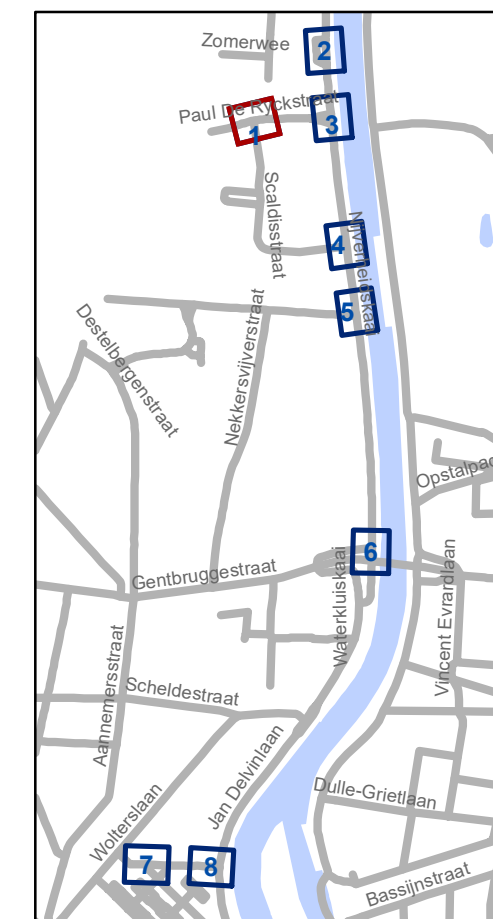 Zomerwee
2
Paul De Ryckstraat
1
3
Scaldisstraat
4
Nijverheidskaai
5
Destelbergenstraat
Nekkersvijverstraat
Opstalpad
6
Gentbruggestraat
Waterkluiskaai
Vincent Evrardlaan
Aannemersstraat
Scheldestraat
Jan Delvinlaan
Dulle-Grietlaan
Wolterslaan
7
8
Bassijnstraat